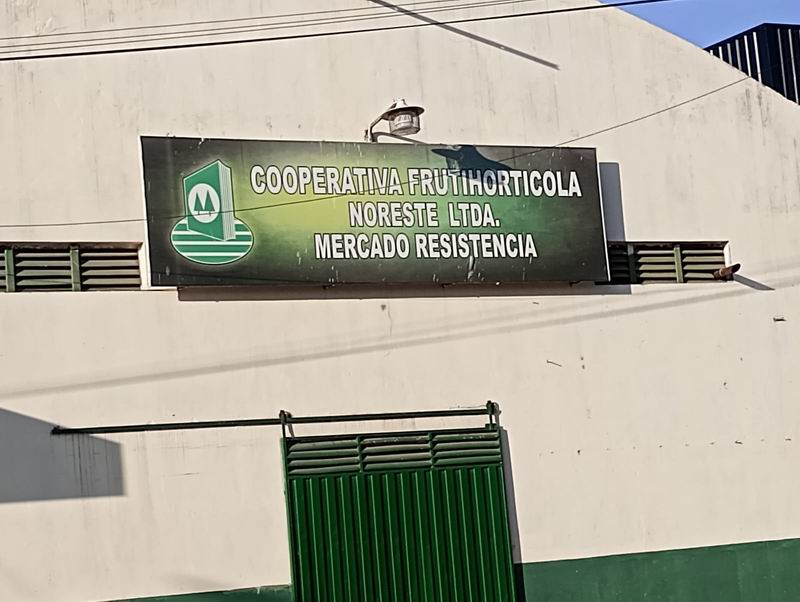 COOPERATIVA FRUTIHORTICOLA
NORESTE LTDA.
MERCADO RESISTENCIA